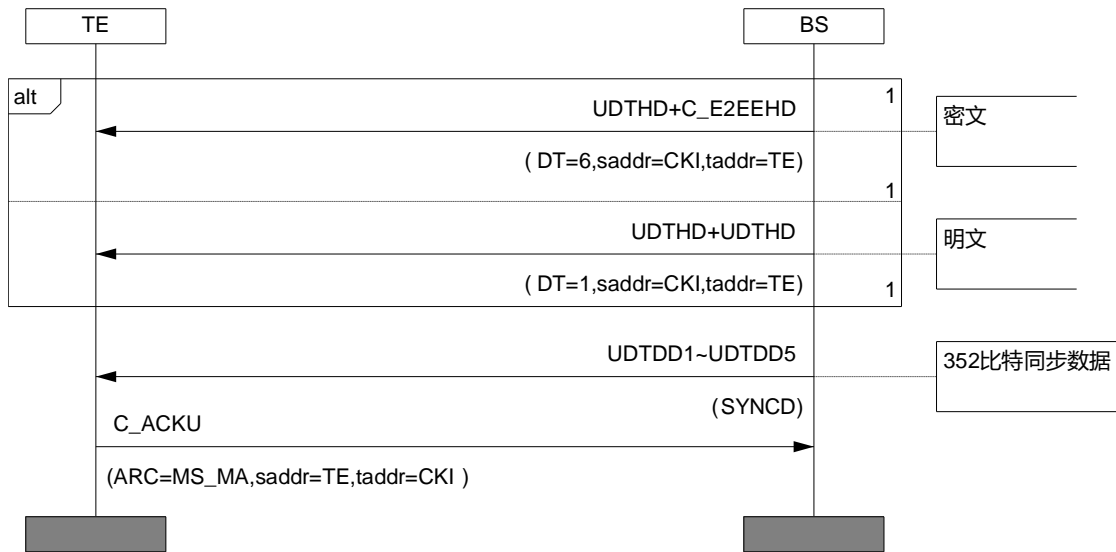 TE
BS
alt
1
UDTHD+C_E2EEHD
密文
( DT=6,saddr=CKI,taddr=TE)
1
UDTHD+UDTHD
明文
( DT=1,saddr=CKI,taddr=TE)
1
UDTDD1~UDTDD5
352比特同步数据
(SYNCD)
C_ACKU
(ARC=MS_MA,saddr=TE,taddr=CKI )